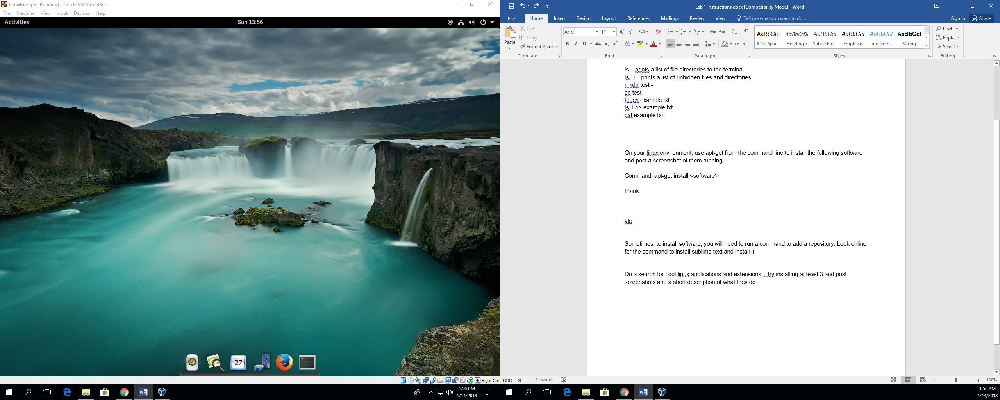 LinuxExample [Running] - Oracle VM VirtualBox
File Machine View Input Devices Help
Activities
Sun 13:56
27
Right Ctrl
1:56 PM
1/14/2018
Lab 1 Instructions.docx [Compatibility Mode] - Word
File Home Insert Design Layout References Mailings Review View Tell me what you want to do... Sign in Share
Paste
Cut
Copy
Format Painter
Clipboard
Arial 11
Aa
B I U abc x₂ x²
Font
Paragraph
AaBbCcD AaBbCcDc AaBbCcL AaBbCcL AaBbCcL AaBbCcI
¶ No Spac... Heading 7 Subtle Em... Emphasis Intense E... Strong
Styles
Find
Replace
Select
Editing
ls – prints a list of file directories to the terminal
ls –l – prints a list of unhidden files and directories
mkdir test -
cd test
touch example.txt
ls -l >> example.txt
cat example.txt
On your linux environment, use apt-get from the command line to install the following software
and post a screenshot of them running:
Command: apt-get install <software>
Plank
vlc
Sometimes, to install software, you will need to run a command to add a repository. Look online
for the command to install sublime text and install it.
Do a search for cool linux applications and extensions -  try installing at least 3 and post
screenshots and a short description of what they do.
Page 1 of 1 144 words
100%
1:56 PM
1/14/2018